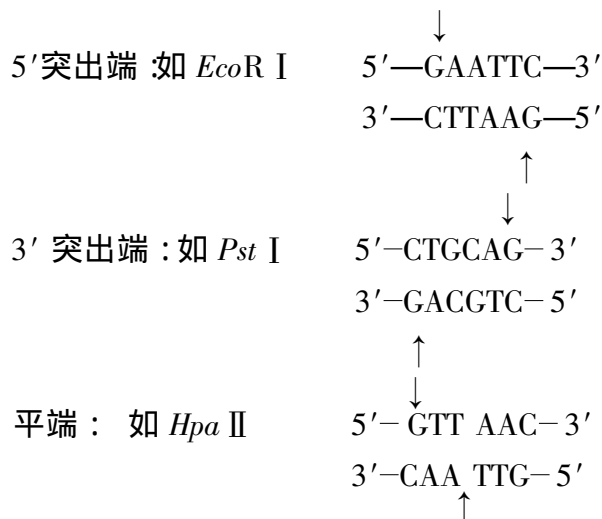 ↓
5′突出端:如 EcoR Ⅰ 5′—GAATTC—3′
3′—CTTAAG—5′
↑
↓
3′ 突出端:如 Pst Ⅰ 5′-CTGCAG-3′
3′-GACGTC-5′
↑
↓
平端: 如 Hpa Ⅱ 5′-GTT AAC-3′
3′-CAA TTG-5′
↑